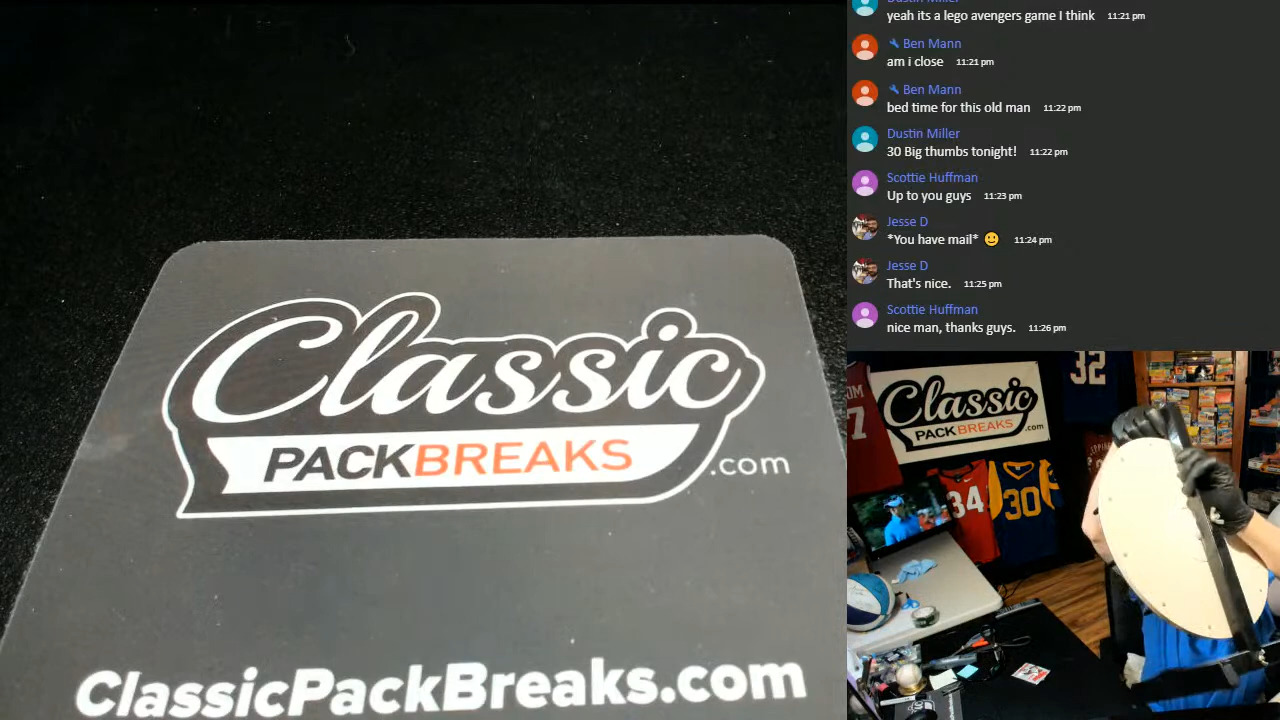 Classic
PACKBREAKS
.com
ClassicPackBreaks.com
yeah its a lego avengers game I think 11:21 pm
Ben Mann
am i close 11:21 pm
Ben Mann
bed time for this old man 11:22 pm
Dustin Miller
30 Big thumbs tonight! 11:22 pm
Scottie Huffman
Up to you guys 11:23 pm
Jesse D
*You have mail* 11:24 pm
Jesse D
That's nice. 11:25 pm
Scottie Huffman
nice man, thanks guys. 11:26 pm
Classic
PACKBREAKS
.com
32
7
34
30